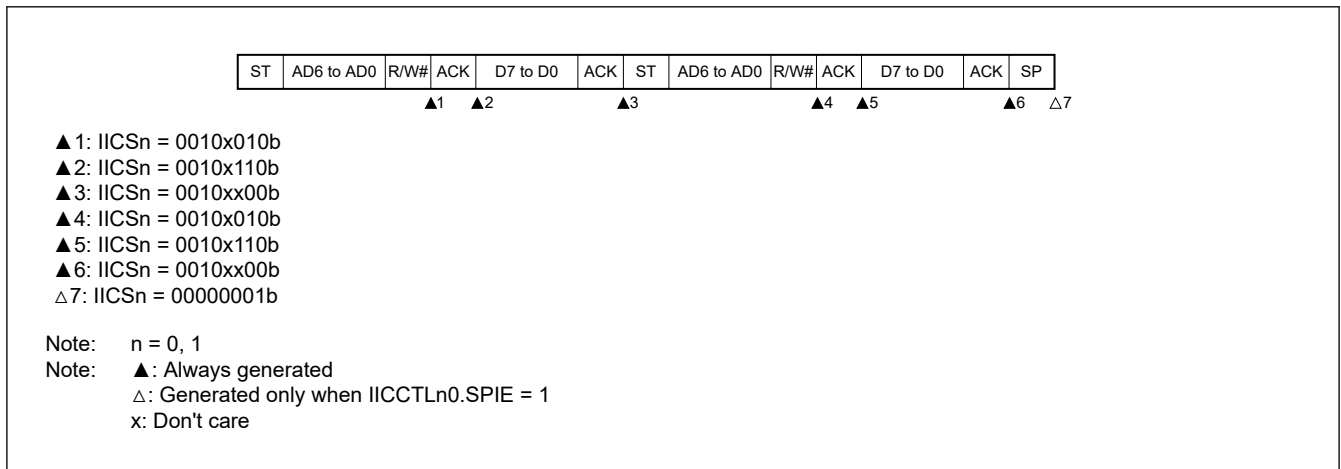 ST AD6 to AD0 R/W# ACK D7 to D0 ACK ST AD6 to AD0 R/W# ACK D7 to D0 ACK SP
▲1 ▲2 ▲3 ▲4 ▲5 ▲6 △7
▲1: IICSn = 0010x010b
▲2: IICSn = 0010x110b
▲3: IICSn = 0010xx00b
▲4: IICSn = 0010x010b
▲5: IICSn = 0010x110b
▲6: IICSn = 0010xx00b
△7: IICSn = 00000001b
Note: n = 0, 1
Note: ▲: Always generated
△: Generated only when IICCTLn0.SPIE = 1
x: Don't care